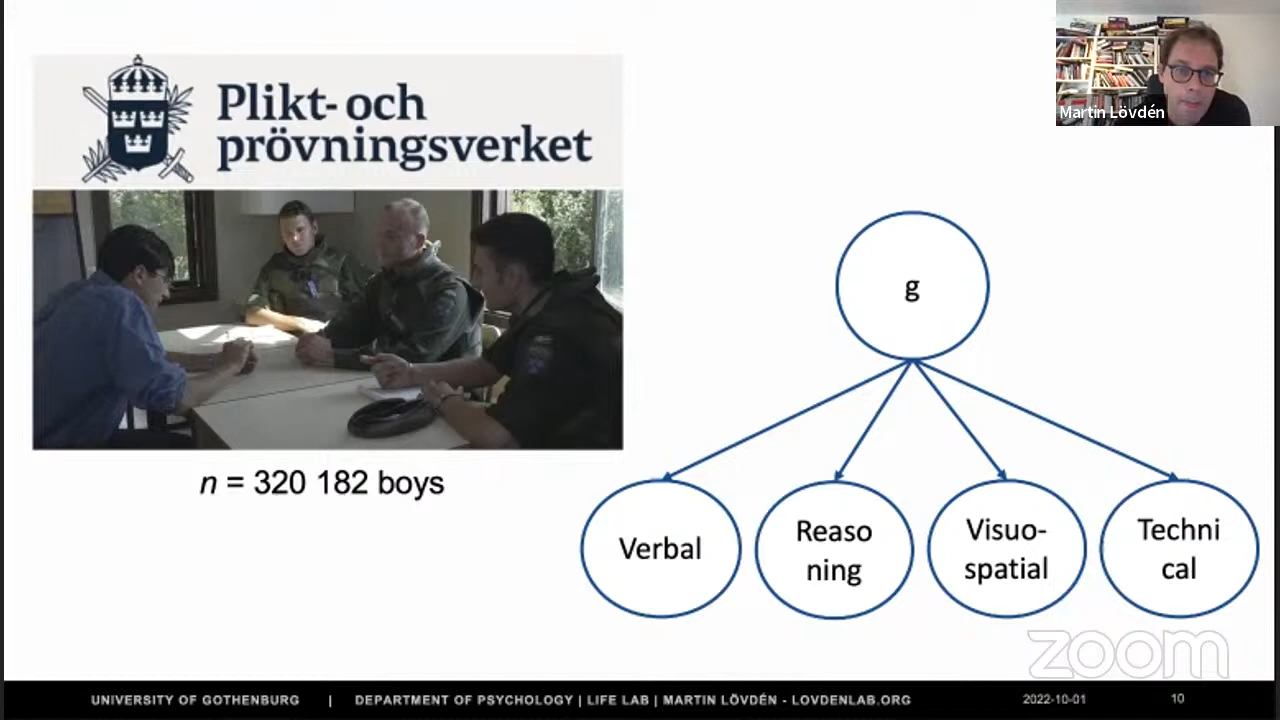 Martin Lövdén
Plikt- och
prövningsverket
g
n = 320 182 boys
Verbal
Reaso
ning
Visuo-
spatial
Techni
cal
zoom
UNIVERSITY OF GOTHENBURG | DEPARTMENT OF PSYCHOLOGY | LIFE LAB | MARTIN LÖVDÉN - LOVDENLAB.ORG 2022-10-01 10